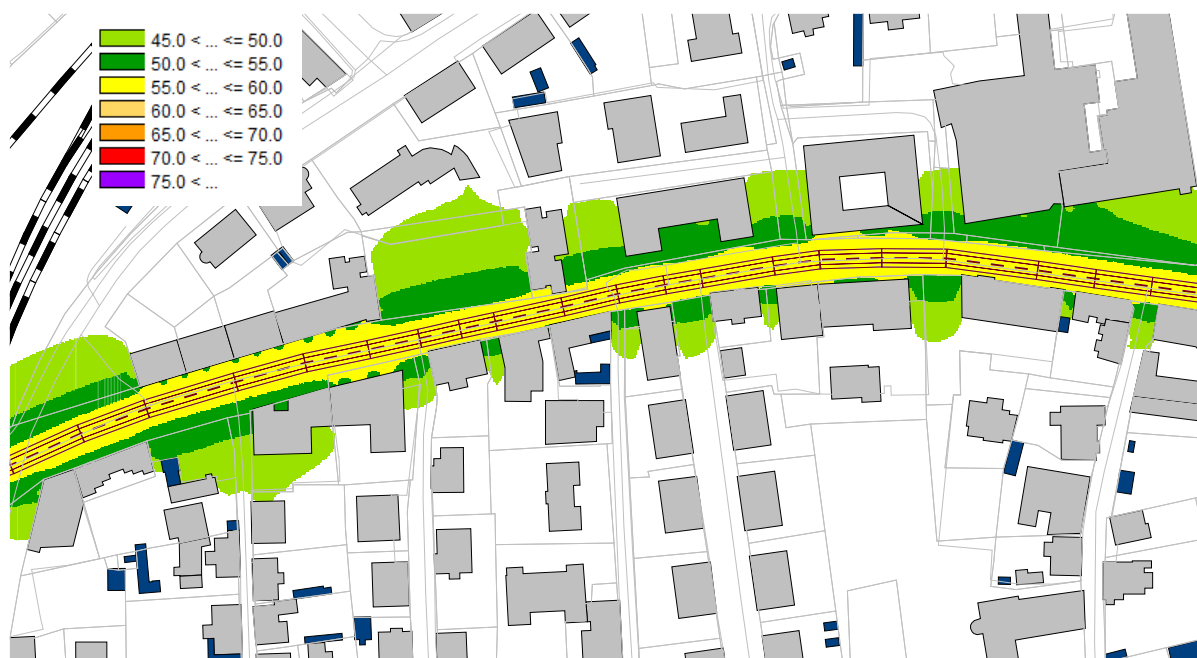 45.0 < ... <= 50.0
50.0 < ... <= 55.0
55.0 < ... <= 60.0
60.0 < ... <= 65.0
65.0 < ... <= 70.0
70.0 < ... <= 75.0
75.0 < ...